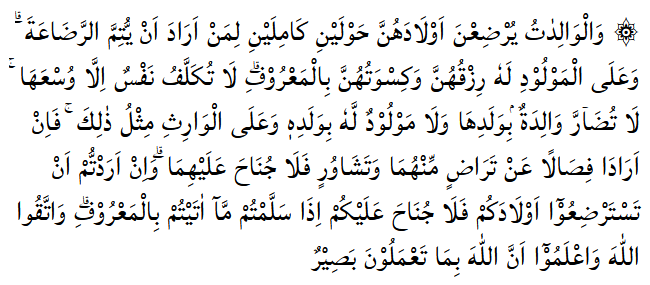 ۞ وَالْوَالِدٰتُ يُرْضِعْنَ اَوْلَادَهُنَّ حَوْلَيْنِ كَامِلَيْنِ لِمَنْ اَرَادَ اَنْ يُّتِمَّ الرَّضَاعَةَ ۗ
وَعَلَى الْمَوْلُوْدِ لَهٗ رِزْقُهُنَّ وَكِسْوَتُهُنَّ بِالْمَعْرُوْفِۗ لَا تُكَلَّفُ نَفْسٌ اِلَّا وُسْعَهَا ۚ
لَا تُضَاۤرَّ وَالِدَةٌ ۢبِوَلَدِهَا وَلَا مَوْلُوْدٌ لَّهٗ بِوَلَدِهٖ وَعَلَى الْوَارِثِ مِثْلُ ذٰلِكَ ۚ فَاِنْ
اَرَادَا فِصَالًا عَنْ تَرَاضٍ مِّنْهُمَا وَتَشَاوُرٍ فَلَا جُنَاحَ عَلَيْهِمَا ۗوَاِنْ اَرَدْتُّمْ اَنْ
تَسْتَرْضِعُوْٓا اَوْلَادَكُمْ فَلَا جُنَاحَ عَلَيْكُمْ اِذَا سَلَّمْتُمْ مَّآ اٰتَيْتُمْ بِالْمَعْرُوْفِۗ وَاتَّقُوا
اللّٰهَ وَاعْلَمُوْٓا اَنَّ اللّٰهَ بِمَا تَعْمَلُوْنَ بَصِيْرٌ